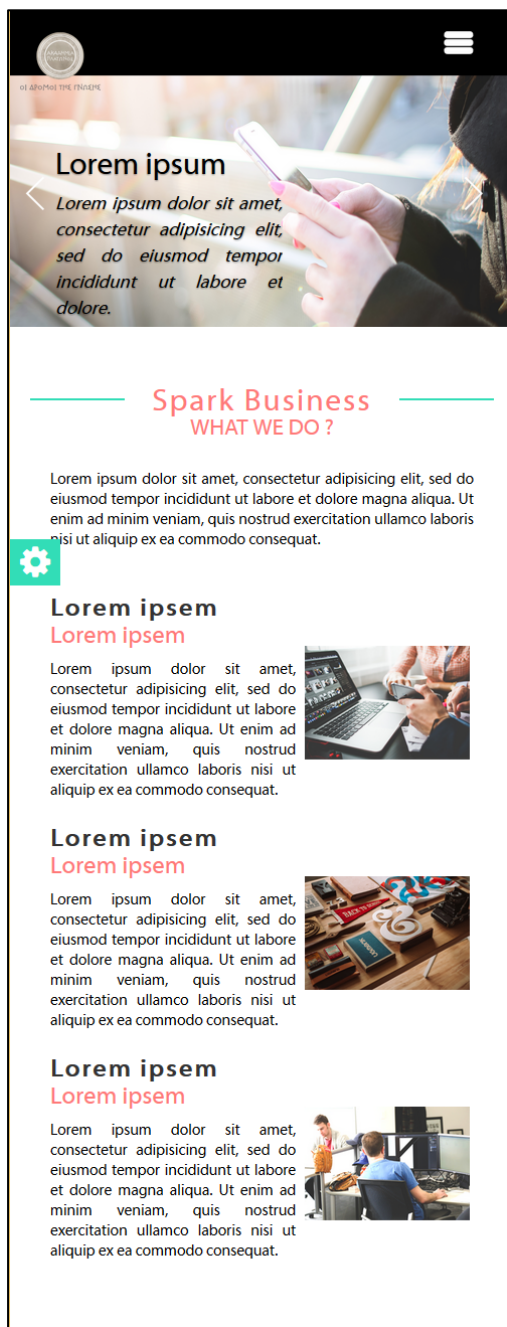 ΟΙ ΔΡΟΜΟΙ ΤΗΣ
Lorem ipsum
Lorem ipsum dolor sit amet,
consectetur adipisicing elit,
sed do eiusmod tempor
incididunt ut labore et
dolore.
Spark Business
WHAT WE DO ?
Lorem ipsum dolor sit amet, consectetur adipisicing elit, sed do
eiusmod tempor incididunt ut labore et dolore magna aliqua. Ut
enim ad minim veniam, quis nostrud exercitation ullamco laboris
nisi ut aliquip ex ea commodo consequat.
Lorem ipsem
Lorem ipsem
Lorem ipsum dolor sit amet,
consectetur adipisicing elit, sed do
eiusmod tempor incididunt ut labore
et dolore magna aliqua. Ut enim ad
minim veniam, quis nostrud
exercitation ullamco laboris nisi ut
aliquip ex ea commodo consequat.
Lorem ipsem
Lorem ipsem
Lorem ipsum dolor sit amet,
consectetur adipisicing elit, sed do
eiusmod tempor incididunt ut labore
et dolore magna aliqua. Ut enim ad
minim veniam, quis nostrud
exercitation ullamco laboris nisi ut
aliquip ex ea commodo consequat.
BACK TO
&
Lorem ipsem
Lorem ipsem
Lorem ipsum dolor sit amet,
consectetur adipisicing elit, sed do
eiusmod tempor incididunt ut labore
et dolore magna aliqua. Ut enim ad
minim veniam, quis nostrud
exercitation ullamco laboris nisi ut
aliquip ex ea commodo consequat.